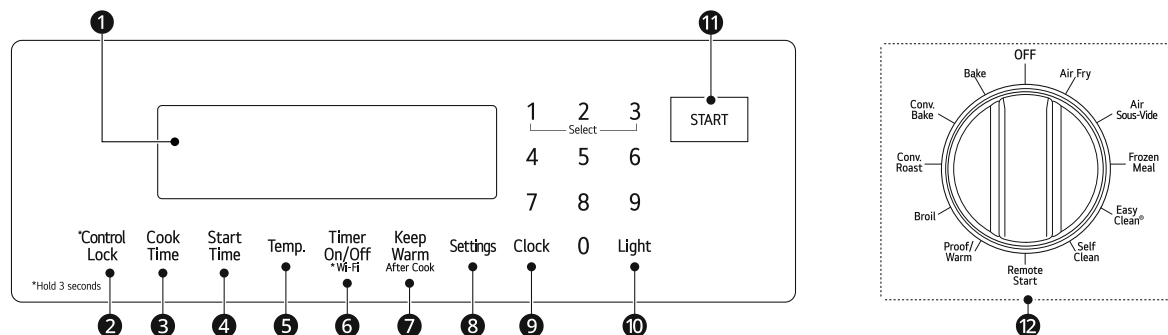 1
11
1 2 3
Select
START
4 5 6
7 8 9
0
*Control
Lock
Cook
Time
Start
Time
Temp.
Timer
On/Off
*Wi-Fi
Keep
Warm
After Cook
Settings
Clock
Light
*Hold 3 seconds
2
3
4
5
6
7
8
9
10
OFF
Air Fry
Air
Sous-Vide
Frozen
Meal
Easy
Clean®
Self
Clean
Remote
Start
Proof/
Warm
Broil
Conv.
Roast
Conv.
Bake
Bake
12